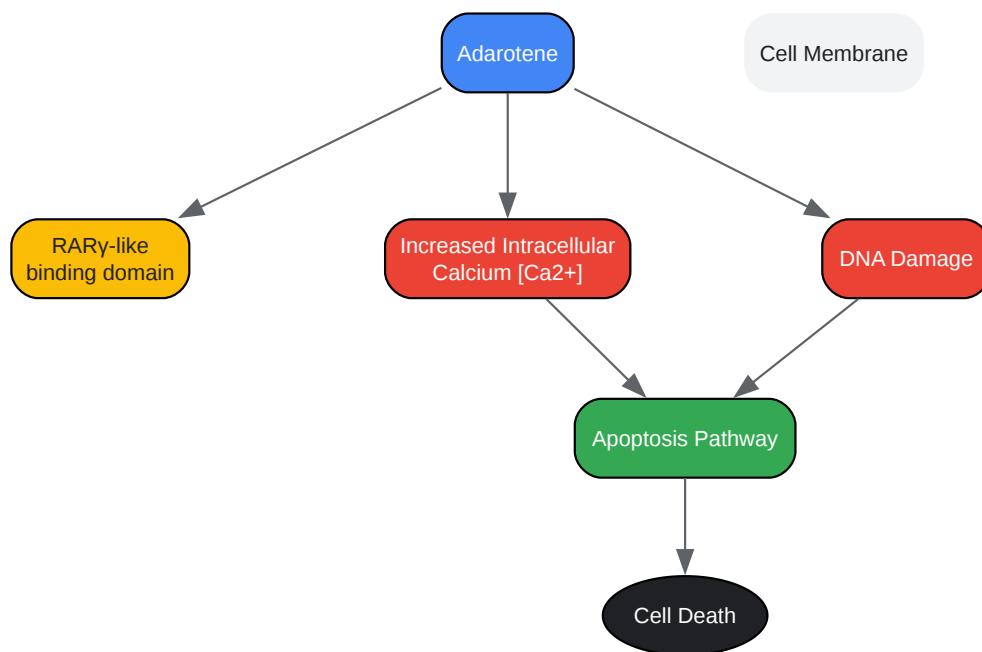 Adarotene
Cell Membrane
RARγ-like
binding domain
Increased Intracellular
Calcium [Ca2+]
DNA Damage
Apoptosis Pathway
Cell Death